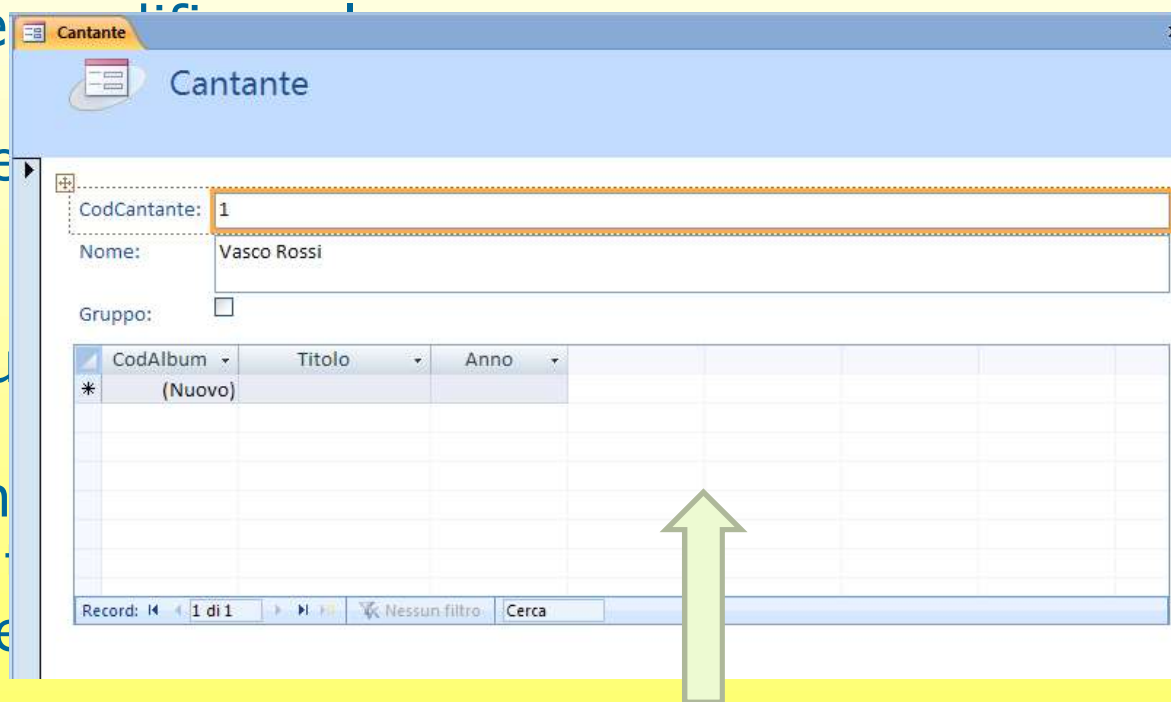 Cantante
Cantante
CodCantante: 1
Nome: Vasco Rossi
Gruppo:
CodAlbum Titolo Anno
(Nuovo)
Record: 1 di 1 Nessun filtro Cerca